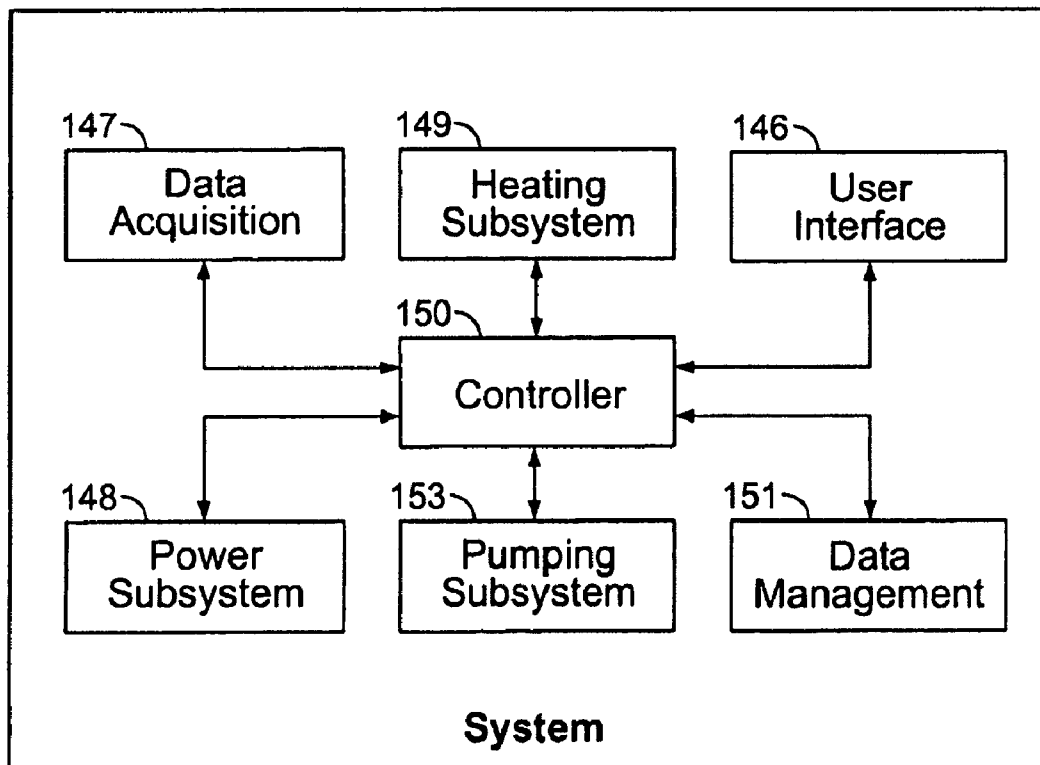 147
Data
Acquisition
149
Heating
Subsystem
146
User
Interface
150
Controller
148
Power
Subsystem
153
Pumping
Subsystem
151
Data
Management
System